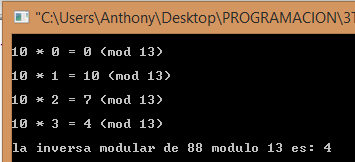 "C:\Users\Anthony\Desktop\PROGRAMACION\3T
10 * 0 = 0 (mod 13)
10 * 1 = 10 (mod 13)
10 * 2 = 7 (mod 13)
10 * 3 = 4 (mod 13)
la inversa modular de 88 modulo 13 es: 4